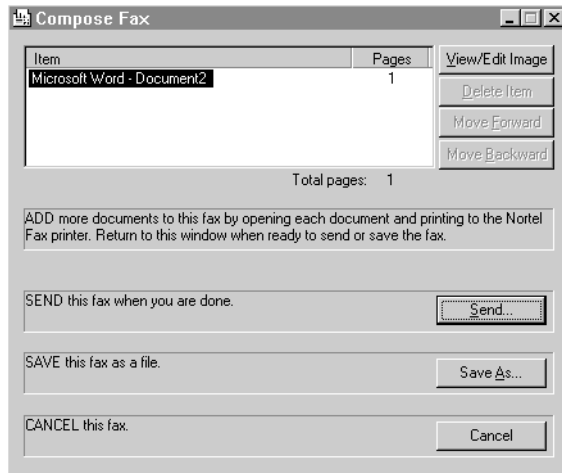 Compose Fax
Item Pages View/Edit Image
Microsoft Word - Document2 1
Delete Item
Move Forward
Move Backward
Total pages: 1
ADD more documents to this fax by opening each document and printing to the Nortel
Fax printer. Return to this window when ready to send or save the fax.
SEND this fax when you are done.
Send...
SAVE this fax as a file.
Save As...
CANCEL this fax.
Cancel